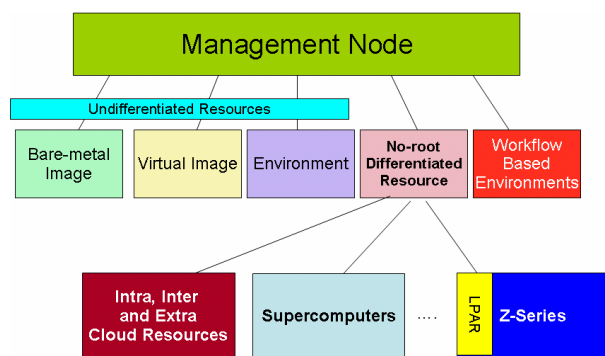 Management Node
Undifferentiated Resources
Bare-metal
Image
Virtual Image
Environment
No-root
Differentiated
Resource
Workflow
Based
Environments
Intra, Inter
and Extra
Cloud Resources
Supercomputers
....
LPAR
Z-Series